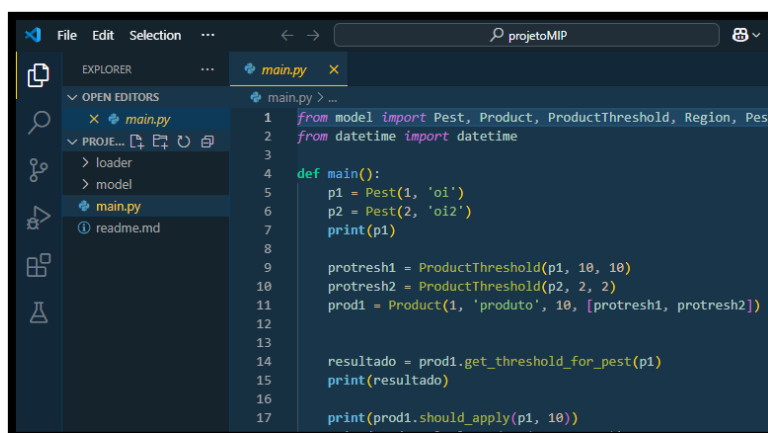 File Edit Selection ... projetoMIP
EXPLORER ...
OPEN EDITORS
main.py
PROJE...
loader
model
main.py
readme.md
main.py
main.py > ...
1 from model import Pest, Product, ProductThreshold, Region, Pes
2 from datetime import datetime
3
4 def main():
5 p1 = Pest(1, 'oi')
6 p2 = Pest(2, 'oi2')
7 print(p1)
8
9 protresh1 = ProductThreshold(p1, 10, 10)
10 protresh2 = ProductThreshold(p2, 2, 2)
11 prod1 = Product(1, 'produto', 10, [protresh1, protresh2])
12
13
14 resultado = prod1.get_threshold_for_pest(p1)
15 print(resultado)
16
17 print(prod1.should_apply(p1, 10))